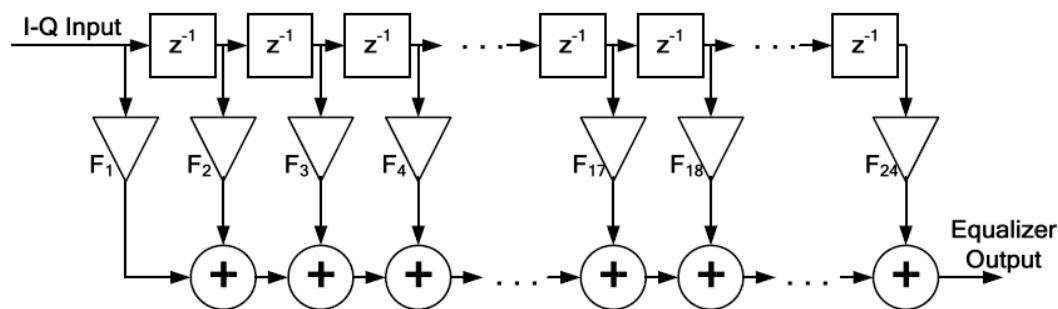 I-Q Input
z⁻¹ z⁻¹ z⁻¹ . . . z⁻¹ z⁻¹ . . . z⁻¹
F₁ F₂ F₃ F₄ F₁₇ F₁₈ F₂₄
+ + + . . . + + . . . +
Equalizer
Output